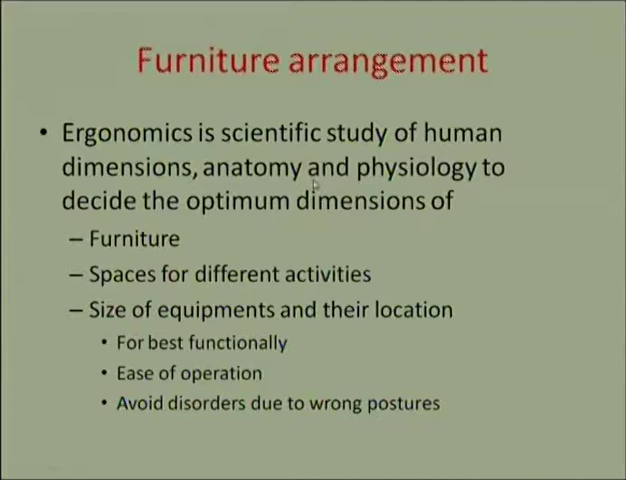 Furniture arrangement
• Ergonomics is scientific study of human
dimensions, anatomy and physiology to
decide the optimum dimensions of
– Furniture
– Spaces for different activities
– Size of equipments and their location
• For best functionally
• Ease of operation
• Avoid disorders due to wrong postures